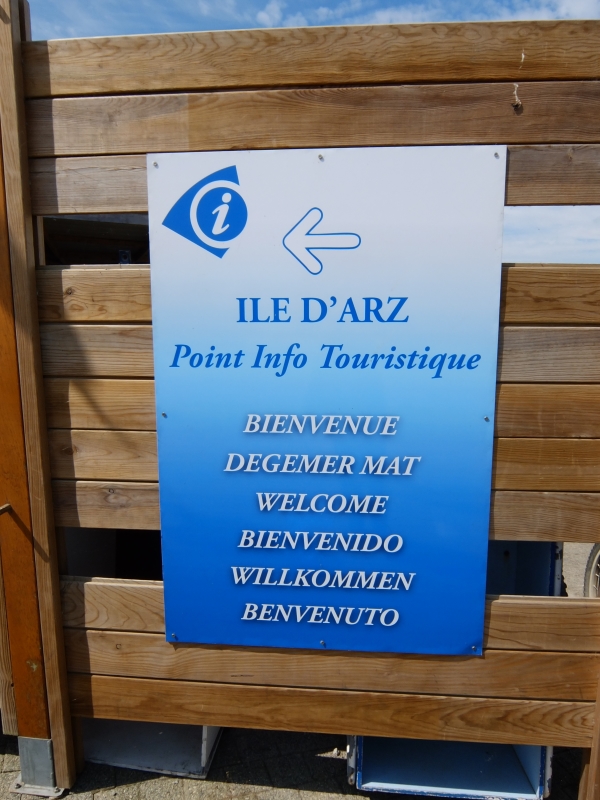 i
ILE D'ARZ
Point Info Touristique
BIENVENUE
DEGEMER MAT
WELCOME
BIENVENIDO
WILLKOMMEN
BENVENUTO